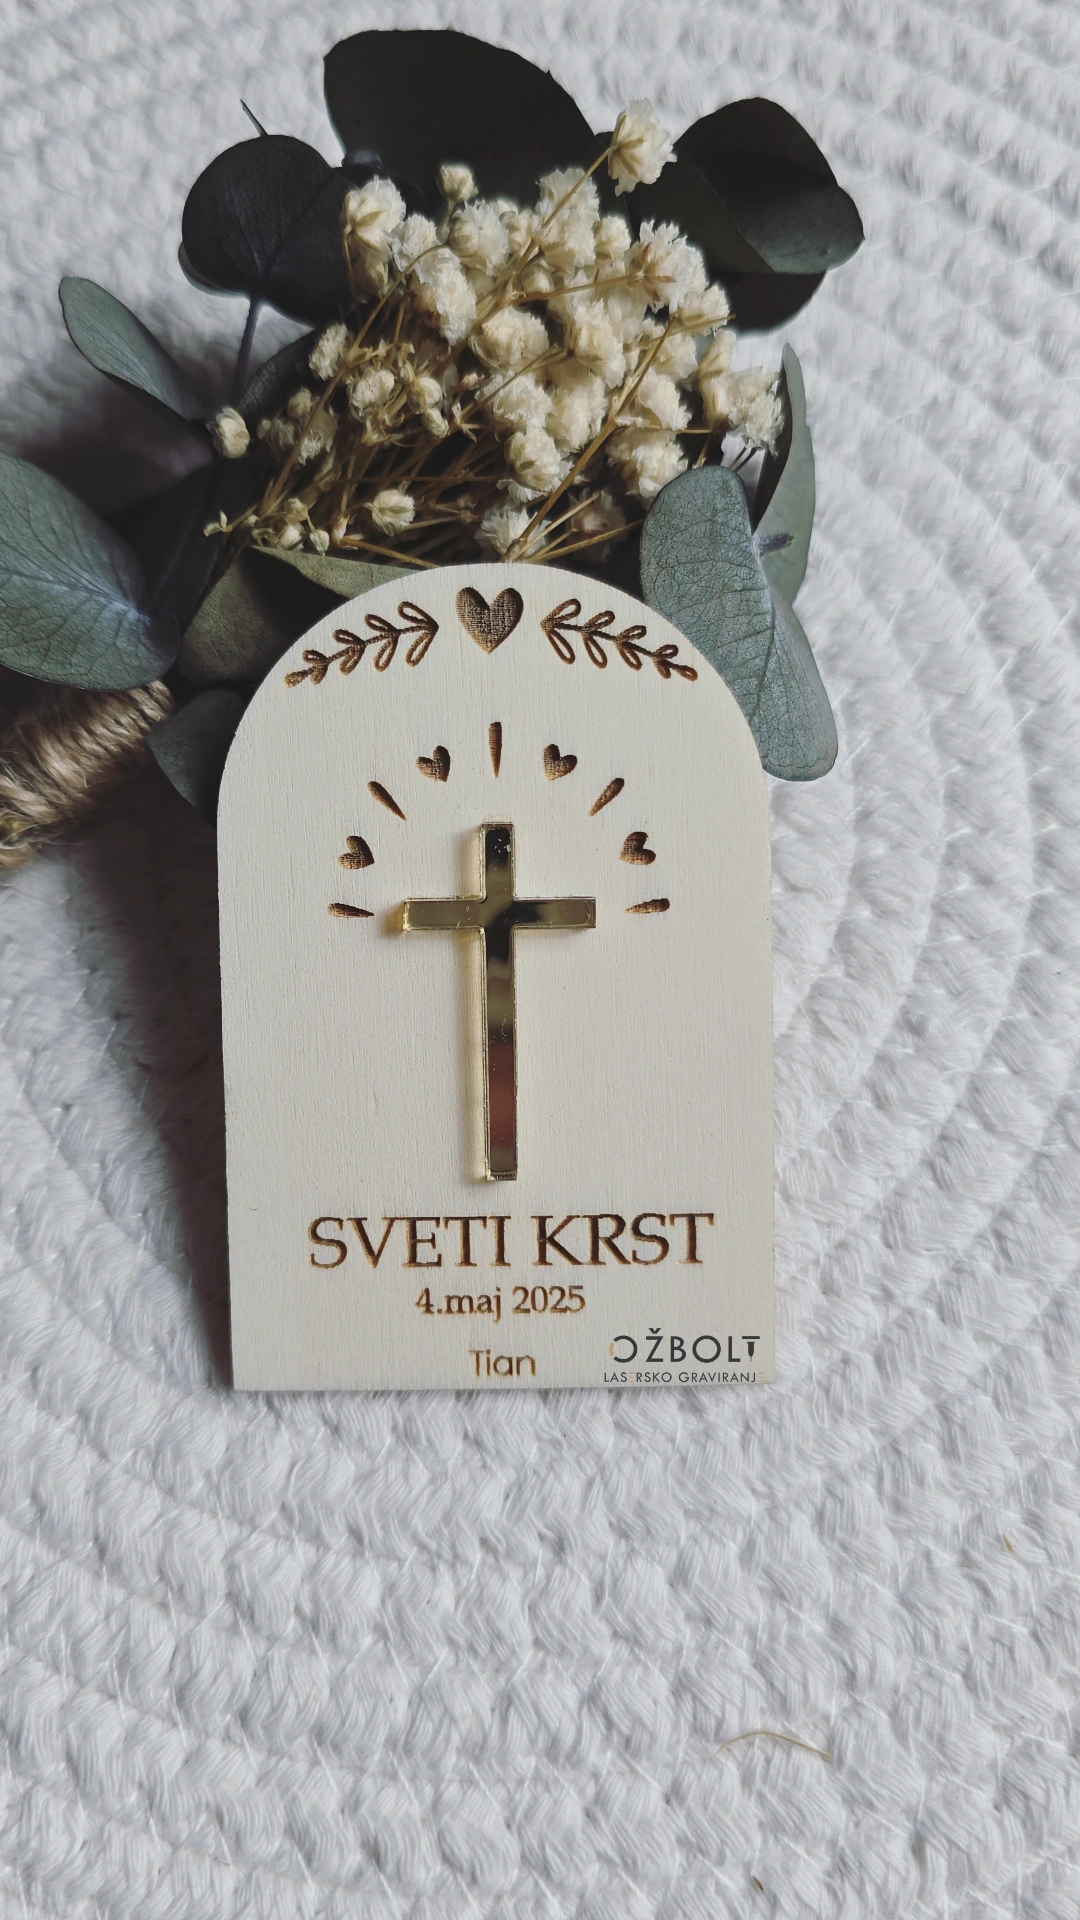 SVETI KRST
4.maj 2025
Tian
OŽBOLT
LASERSKO GRAVIRANJE